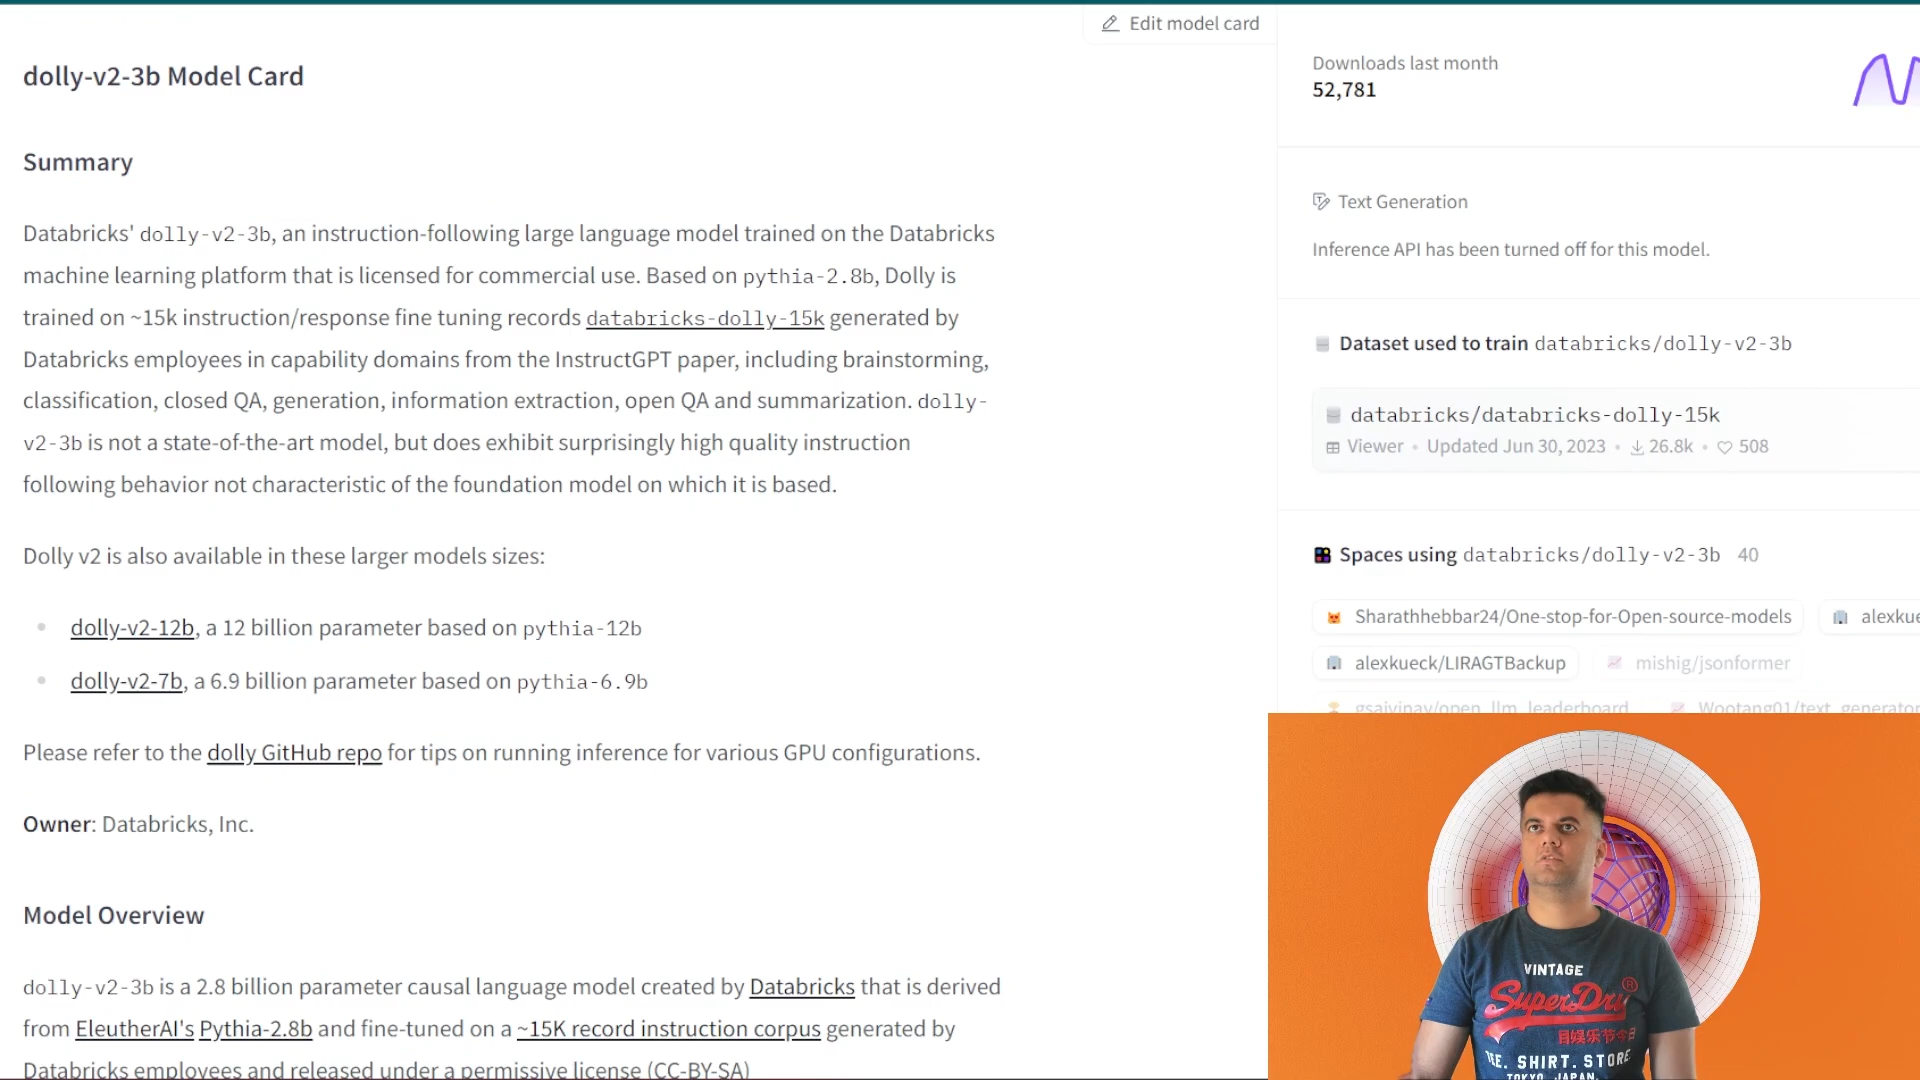 Edit model card
dolly-v2-3b Model Card
Summary
Databricks' dolly-v2-3b, an instruction-following large language model trained on the Databricks
machine learning platform that is licensed for commercial use. Based on pythia-2.8b, Dolly is
trained on ~15k instruction/response fine tuning records databricks-dolly-15k generated by
Databricks employees in capability domains from the InstructGPT paper, including brainstorming,
classification, closed QA, generation, information extraction, open QA and summarization. dolly-
v2-3b is not a state-of-the-art model, but does exhibit surprisingly high quality instruction
following behavior not characteristic of the foundation model on which it is based.
Dolly v2 is also available in these larger models sizes:
dolly-v2-12b, a 12 billion parameter based on pythia-12b
dolly-v2-7b, a 6.9 billion parameter based on pythia-6.9b
Please refer to the dolly GitHub repo for tips on running inference for various GPU configurations.
Owner: Databricks, Inc.
Model Overview
dolly-v2-3b is a 2.8 billion parameter causal language model created by Databricks that is derived
from EleutherAI's Pythia-2.8b and fine-tuned on a ~15K record instruction corpus generated by
Databricks employees and released under a permissive license (CC-BY-SA)
Downloads last month
52,781
Text Generation
Inference API has been turned off for this model.
Dataset used to train databricks/dolly-v2-3b
databricks/databricks-dolly-15k
Viewer • Updated Jun 30, 2023 • 26.8k • 508
Spaces using databricks/dolly-v2-3b 40
Sharathhebbar24/One-stop-for-Open-source-models alexkue
alexkueck/LIRAGTBackup mishig/jsonformer
gsaivinay/open_llm_leaderboard Wootang01/text_generator
VINTAGE
SuperDry®
TEE. SHIRT. STORE
TOKYO JAPAN.